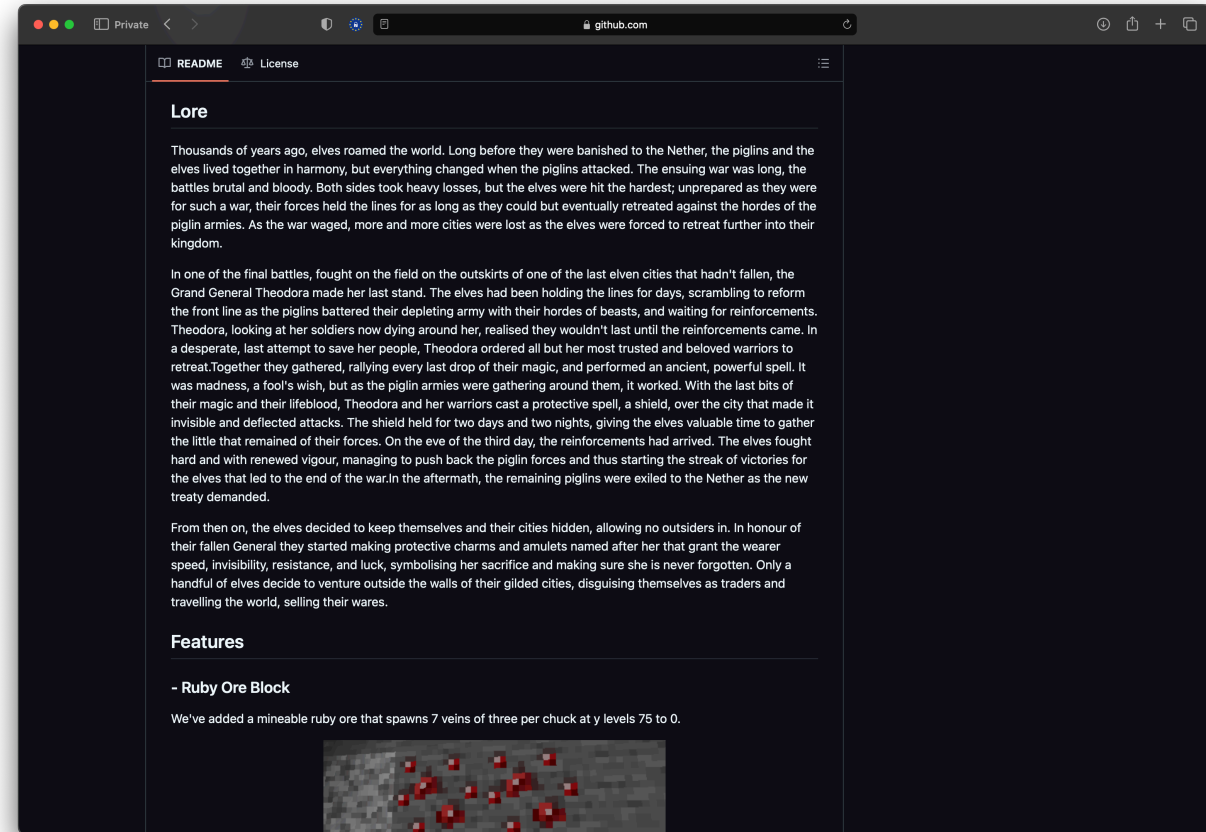 Private
github.com
README
License
Lore
Thousands of years ago, elves roamed the world. Long before they were banished to the Nether, the piglins and the
elves lived together in harmony, but everything changed when the piglins attacked. The ensuing war was long, the
battles brutal and bloody. Both sides took heavy losses, but the elves were hit the hardest; unprepared as they were
for such a war, their forces held the lines for as long as they could but eventually retreated against the hordes of the
piglin armies. As the war waged, more and more cities were lost as the elves were forced to retreat further into their
kingdom.
In one of the final battles, fought on the field on the outskirts of one of the last elven cities that hadn't fallen, the
Grand General Theodora made her last stand. The elves had been holding the lines for days, scrambling to reform
the front line as the piglins battered their depleting army with their hordes of beasts, and waiting for reinforcements.
Theodora, looking at her soldiers now dying around her, realised they wouldn't last until the reinforcements came. In
a desperate, last attempt to save her people, Theodora ordered all but her most trusted and beloved warriors to
retreat.Together they gathered, rallying every last drop of their magic, and performed an ancient, powerful spell. It
was madness, a fool's wish, but as the piglin armies were gathering around them, it worked. With the last bits of
their magic and their lifeblood, Theodora and her warriors cast a protective spell, a shield, over the city that made it
invisible and deflected attacks. The shield held for two days and two nights, giving the elves valuable time to gather
the little that remained of their forces. On the eve of the third day, the reinforcements had arrived. The elves fought
hard and with renewed vigour, managing to push back the piglin forces and thus starting the streak of victories for
the elves that led to the end of the war.In the aftermath, the remaining piglins were exiled to the Nether as the new
treaty demanded.
From then on, the elves decided to keep themselves and their cities hidden, allowing no outsiders in. In honour of
their fallen General they started making protective charms and amulets named after her that grant the wearer
speed, invisibility, resistance, and luck, symbolising her sacrifice and making sure she is never forgotten. Only a
handful of elves decide to venture outside the walls of their gilded cities, disguising themselves as traders and
travelling the world, selling their wares.
Features
- Ruby Ore Block
We've added a mineable ruby ore that spawns 7 veins of three per chuck at y levels 75 to 0.